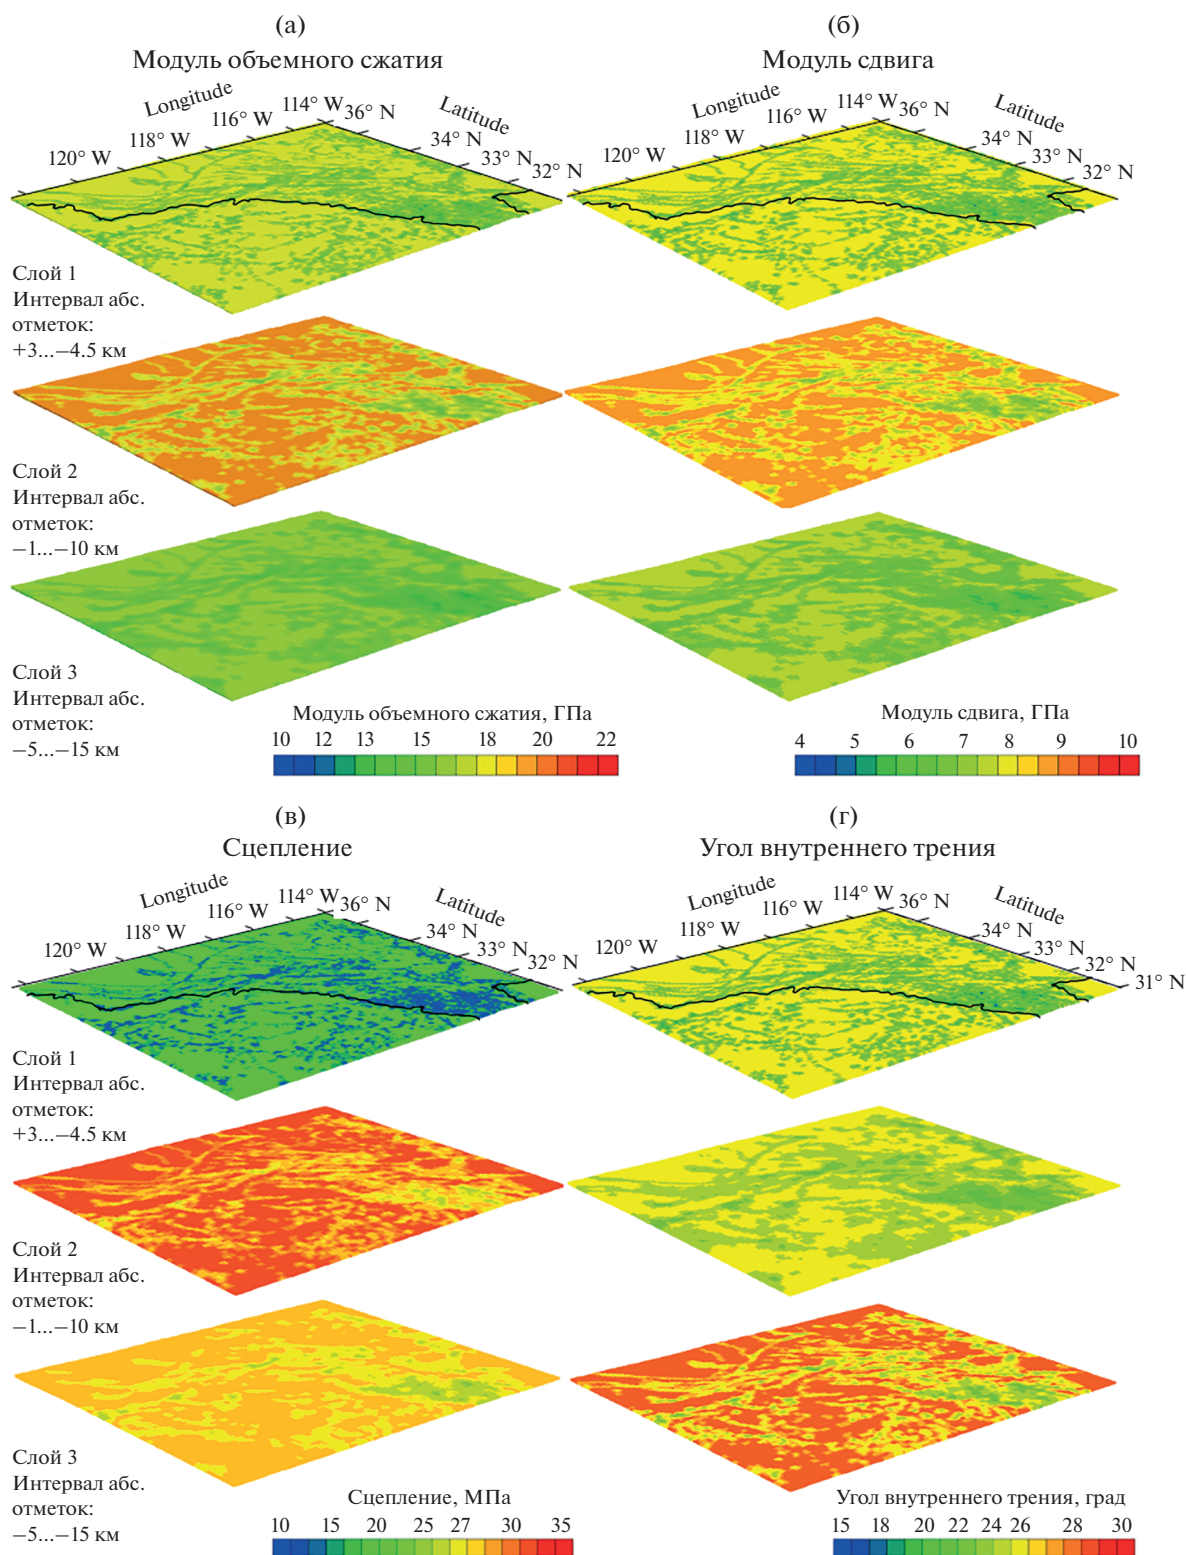 (а)
Модуль объемного сжатия
Longitude
Latitude
120° W
118° W
116° W
114° W
36° N
34° N
33° N
32° N
(б)
Модуль сдвига
Longitude
Latitude
120° W
118° W
116° W
114° W
36° N
34° N
33° N
32° N
Слой 1
Интервал абс.
отметок:
+3...−4.5 км
Слой 2
Интервал абс.
отметок:
−1...−10 км
Слой 3
Интервал абс.
отметок:
−5...−15 км
Модуль объемного сжатия, ГПа
10 12 13 15 18 20 22
Модуль сдвига, ГПа
4 5 6 7 8 9 10
(в)
Сцепление
Longitude
Latitude
120° W
118° W
116° W
114° W
36° N
34° N
33° N
32° N
(г)
Угол внутреннего трения
Longitude
Latitude
120° W
118° W
116° W
114° W
36° N
34° N
33° N
32° N
31° N
Слой 1
Интервал абс.
отметок:
+3...−4.5 км
Слой 2
Интервал абс.
отметок:
−1...−10 км
Слой 3
Интервал абс.
отметок:
−5...−15 км
Сцепление, МПа
10 15 20 25 27 30 35
Угол внутреннего трения, град
15 18 20 22 24 26 28 30